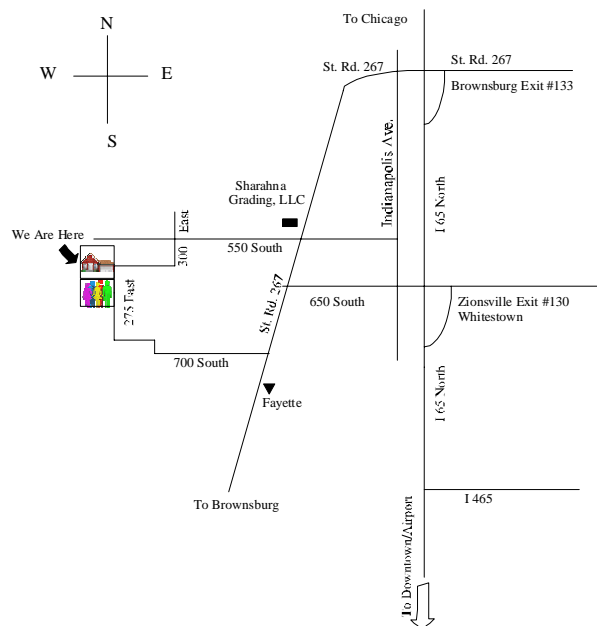 To Chicago
N
St. Rd. 267
St. Rd. 267
W
E
Brownsburg Exit #133
S
Indianapolis Ave.
Sharahna
Grading, LLC
I 65 North
We Are Here
300 East
550 South
275 East
St. Rd. 267
650 South
Zionsville Exit #130
Whitestown
700 South
Fayette
I 65 North
To Brownsburg
I 465
To Downtown/Airport